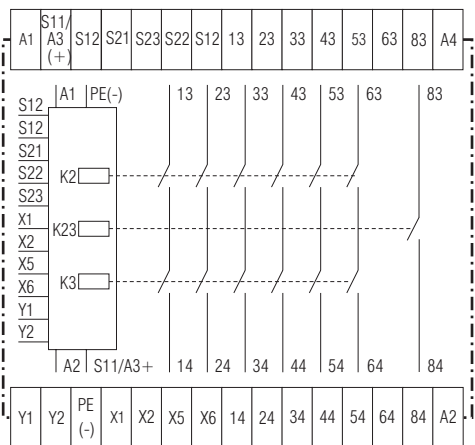 A1 S11/A3(+) S12 S21 S23 S22 S12 13 23 33 43 53 63 83 A4
A1 PE(-) 13 23 33 43 53 63 83
S12
S12
S21
S22
K2
S23
X1
K23
X2
X5
K3
X6
Y1
Y2
A2 S11/A3+ 14 24 34 44 54 64 84
Y1 Y2 PE(-) X1 X2 X5 X6 14 24 34 44 54 64 84 A2